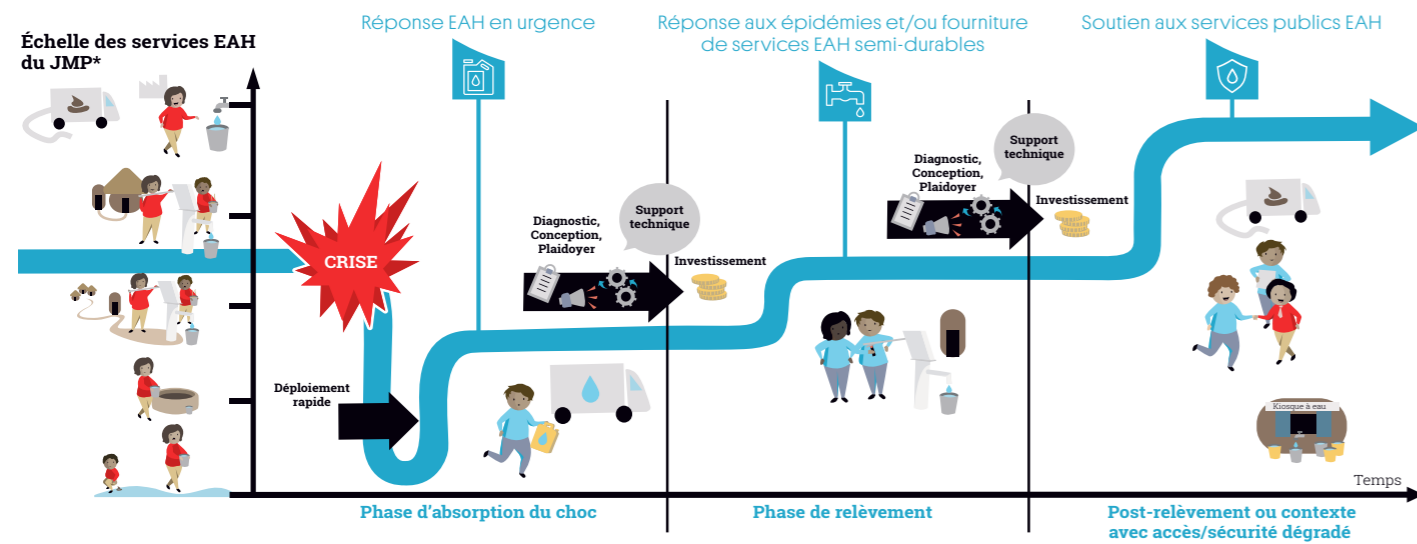 Réponse EAH en urgence
Réponse aux épidémies et/ou fourniture
de services EAH semi-durables
Soutien aux services publics EAH
Échelle des services EAH
du JMP*
CRISE
Déploiement
rapide
Diagnostic,
Conception,
Plaidoyer
Support
technique
Investissement
Diagnostic,
Conception,
Plaidoyer
Support
technique
Investissement
Kiosque à eau
Temps
Phase d'absorption du choc
Phase de relèvement
Post-relèvement ou contexte
avec accès/sécurité dégradé